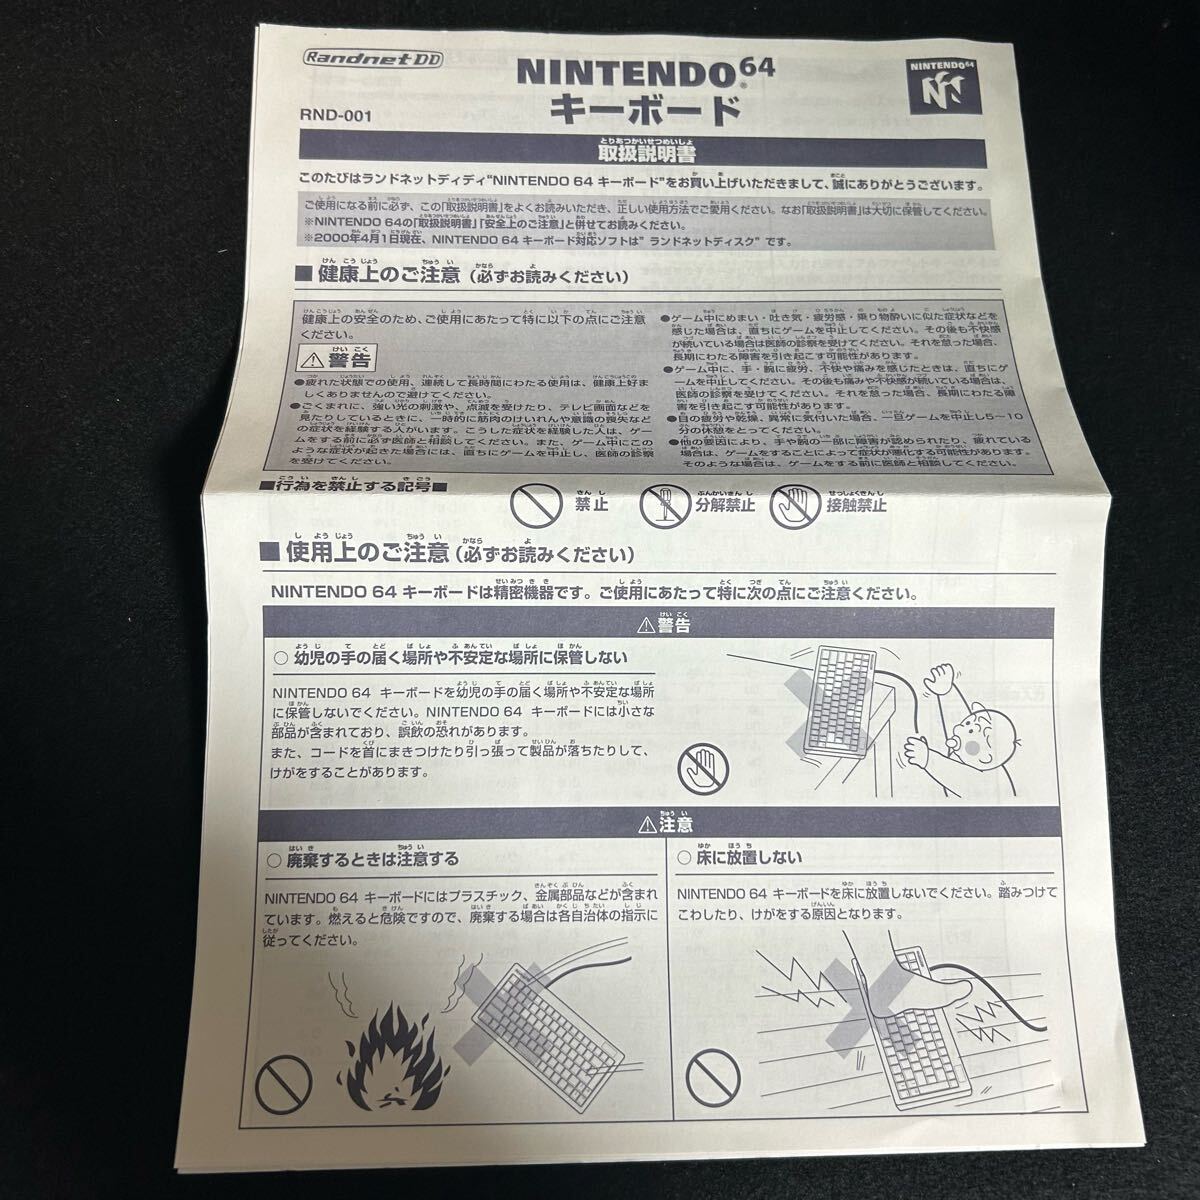 Randnet DD
NINTENDO 64
キーボード
NINTENDO 64
RND-001
取扱説明書
このたびはランドネットディディ"NINTENDO 64 キーボード"をお買い上げいただきまして、誠にありがとうございます。
ご使用になる前に必ず、この「取扱説明書」をよくお読みいただき、正しい使用方法でご愛用ください。なお「取扱説明書」は大切に保管してください。
※NINTENDO 64の「取扱説明書」「安全上のご注意」と併せてお読みください。
※2000年4月1日現在、NINTENDO 64 キーボード対応ソフトは" ランドネットディスク" です。
■ 健康上のご注意 (必ずお読みください)
健康上の安全のため、ご使用にあたって特に以下の点にご注意
ください。
⚠警告
●疲れた状態での使用、連続して長時間にわたる使用は、健康上好ま
しくありませんので避けてください。
●ごくまれに、強い光の刺激や、点滅を受けたり、テレビ画面などを
見たりしているときに、一時的に筋肉のけいれんや意識の喪失など
の症状を経験する人がいます。こうした症状を経験した人は、ゲー
ムをする前に必ず医師と相談してください。また、ゲーム中にこの
ような症状が起きた場合には、直ちにゲームを中止し、医師の診察
を受けてください。
●ゲーム中にめまい・吐き気・疲労感・乗り物酔いに似た症状などを
感じた場合は、直ちにゲームを中止してください。その後も不快感
が続いている場合は医師の診察を受けてください。それを怠った場合、
長期にわたる障害を引き起こす可能性があります。
●ゲーム中に、手・腕に疲労、不快や痛みを感じたときは、直ちにゲー
ムを中止してください。その後も痛みや不快感が続いている場合は、
医師の診察を受けてください。それを怠った場合、長期にわたる障
害を引き起こす可能性があります。
●目の疲労や乾燥、異常に気付いた場合、一旦ゲームを中止し5~10
分の休憩をとってください。
●他の要因により、手や腕の一部に障害が認められたり、疲れている
場合は、ゲームをすることによって症状が悪化する可能性があります。
そのような場合は、ゲームをする前に医師と相談してください。
■行為を禁止する記号■
禁止
分解禁止
接触禁止
■ 使用上のご注意 (必ずお読みください)
NINTENDO 64 キーボードは精密機器です。ご使用にあたって特に次の点にご注意ください。
⚠警告
○ 幼児の手の届く場所や不安定な場所に保管しない
NINTENDO 64 キーボードを幼児の手の届く場所や不安定な場所
に保管しないでください。NINTENDO 64 キーボードには小さな
部品が含まれており、誤飲の恐れがあります。
また、コードを首にまきつけたり引っ張って製品が落ちたりして、
けがをすることがあります。
⚠注意
○ 廃棄するときは注意する
NINTENDO 64 キーボードにはプラスチック、金属部品などが含まれ
ています。燃えると危険ですので、廃棄する場合は各自治体の指示に
従ってください。
○ 床に放置しない
NINTENDO 64 キーボードを床に放置しないでください。踏みつけて
こわしたり、けがをする原因となります。